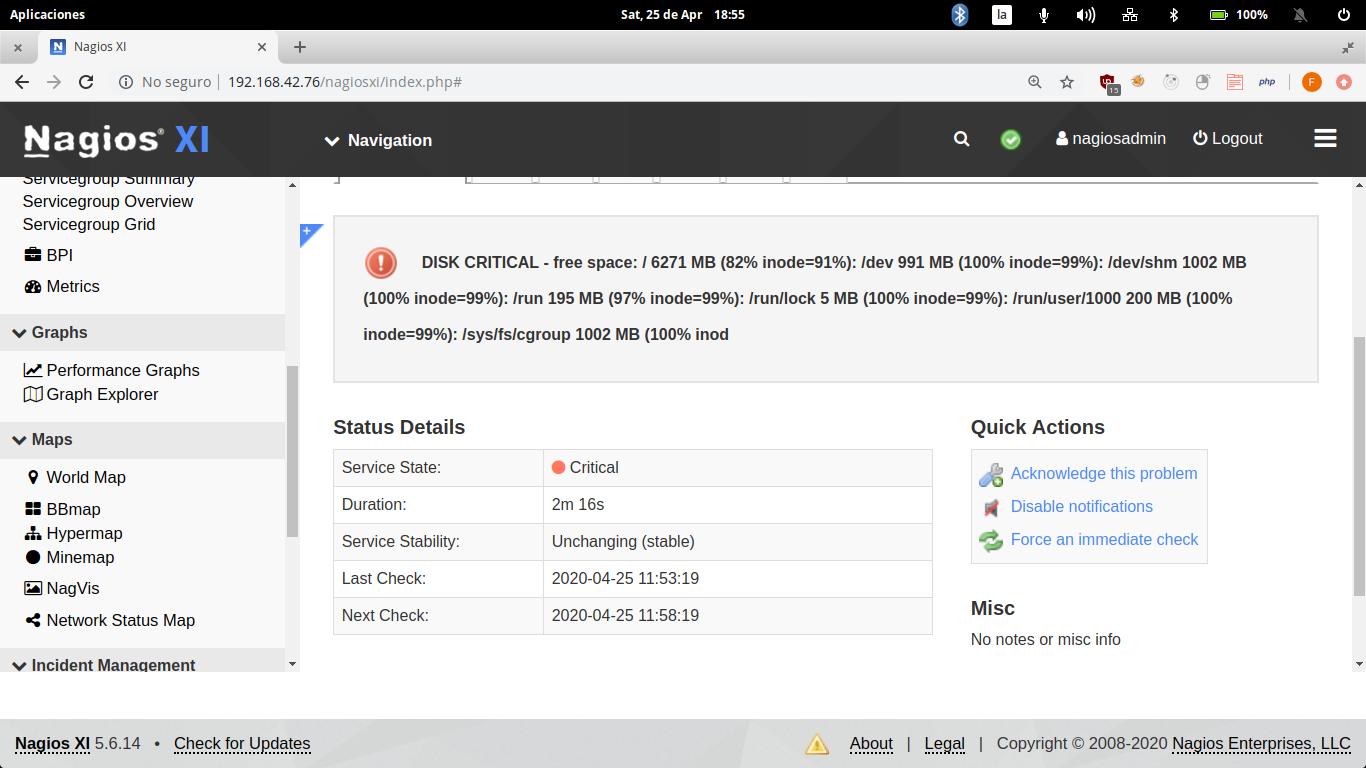 Aplicaciones
Sat, 25 de Apr 18:55
la
100%
Nagios XI
No seguro
192.168.42.76/nagiosxi/index.php#
15
php
F
Nagios® XI
Navigation
nagiosadmin
Logout
Servicegroup Summary
Servicegroup Overview
Servicegroup Grid
BPI
Metrics
Graphs
Performance Graphs
Graph Explorer
Maps
World Map
BBmap
Hypermap
Minemap
NagVis
Network Status Map
Incident Management
DISK CRITICAL - free space: / 6271 MB (82% inode=91%): /dev 991 MB (100% inode=99%): /dev/shm 1002 MB
(100% inode=99%): /run 195 MB (97% inode=99%): /run/lock 5 MB (100% inode=99%): /run/user/1000 200 MB (100%
inode=99%): /sys/fs/cgroup 1002 MB (100% inod
Status Details
Service State: Critical
Duration: 2m 16s
Service Stability: Unchanging (stable)
Last Check: 2020-04-25 11:53:19
Next Check: 2020-04-25 11:58:19
Quick Actions
Acknowledge this problem
Disable notifications
Force an immediate check
Misc
No notes or misc info
Nagios XI 5.6.14 • Check for Updates
About | Legal | Copyright © 2008-2020 Nagios Enterprises, LLC